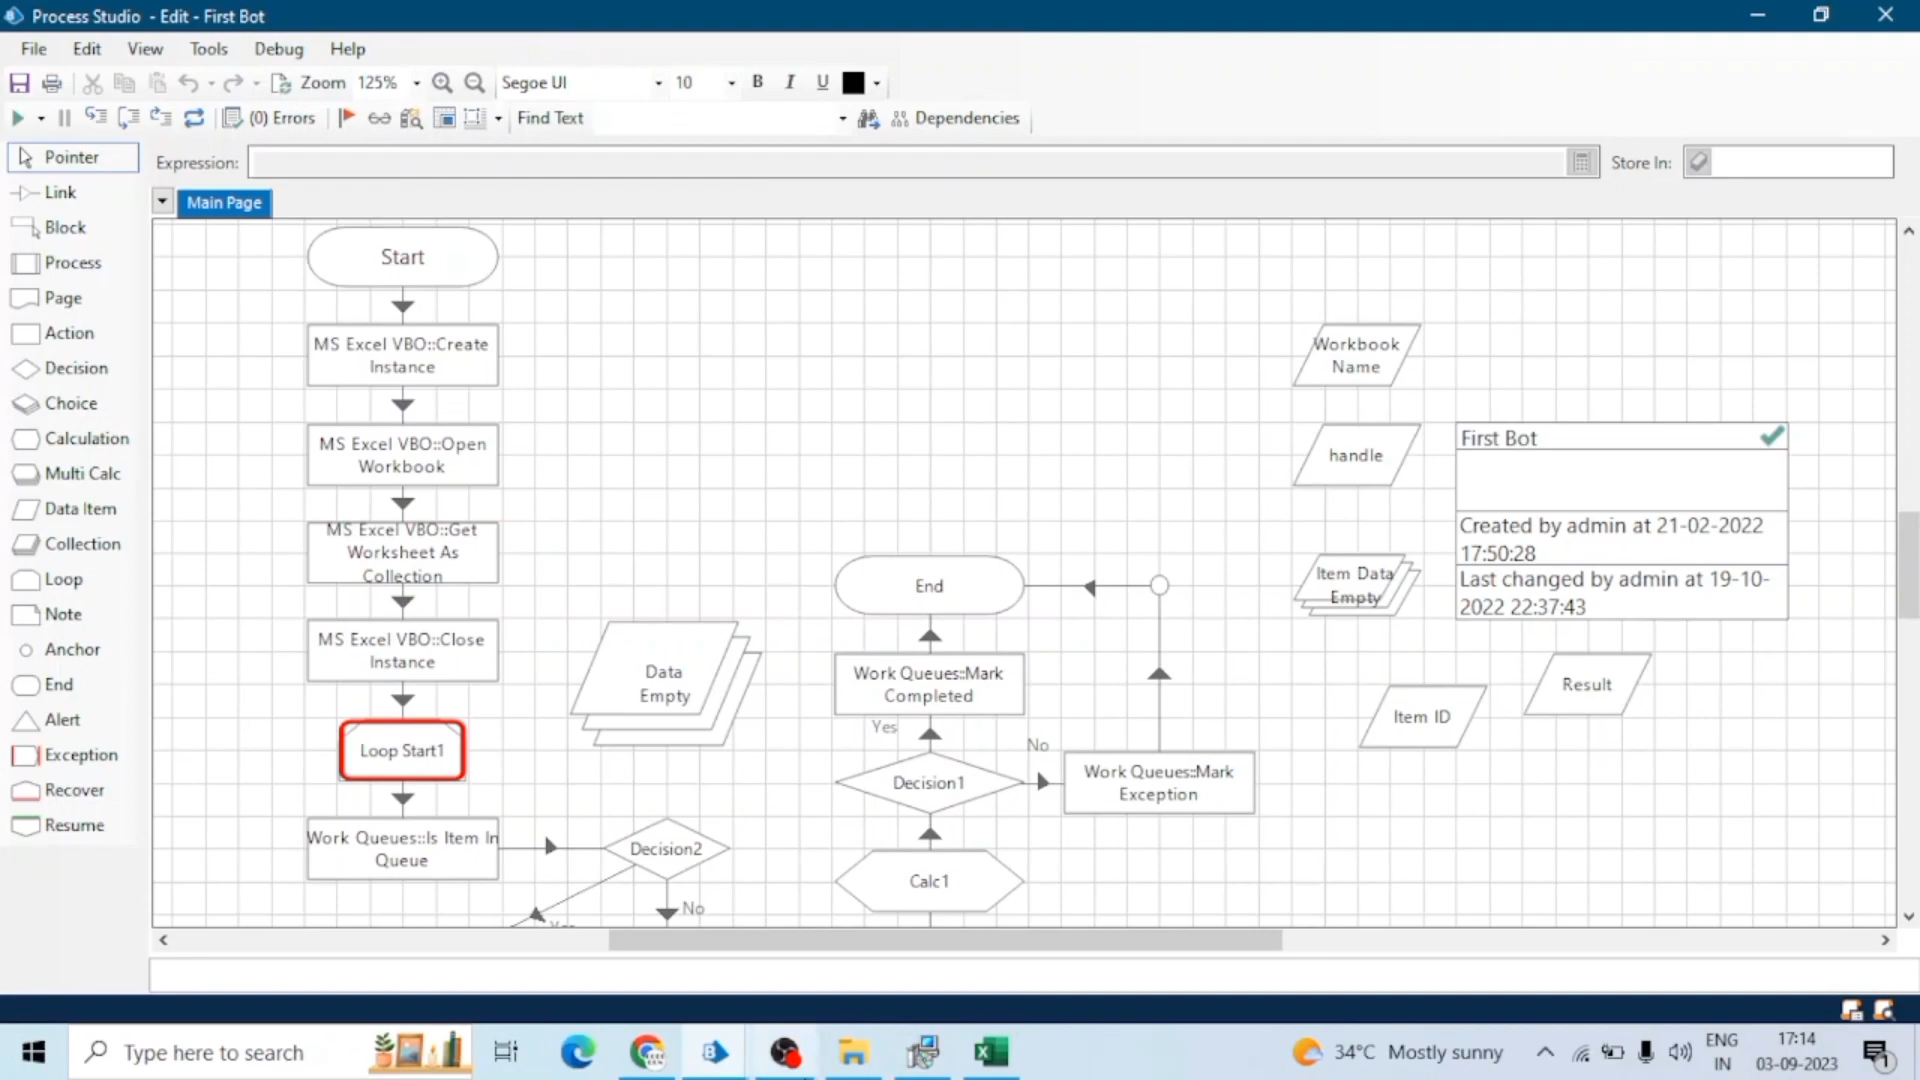 Process Studio - Edit - First Bot
File Edit View Tools Debug Help
Zoom 125% Segoe UI 10 B I U
(0) Errors Find Text Dependencies
Pointer
Link
Block
Process
Page
Action
Decision
Choice
Calculation
Multi Calc
Data Item
Collection
Loop
Note
Anchor
End
Alert
Exception
Recover
Resume
Expression: Store In:
Main Page
Start
MS Excel VBO::Create
Instance
MS Excel VBO::Open
Workbook
MS Excel VBO::Get
Worksheet As
Collection
MS Excel VBO::Close
Instance
Loop Start1
Work Queues::Is Item In
Queue
Decision2
Yes
No
Data
Empty
End
Work Queues::Mark
Completed
Yes
No
Decision1
Work Queues::Mark
Exception
Calc1
Workbook
Name
handle
Item Data
Empty
Item ID
Result
First Bot
Created by admin at 21-02-2022
17:50:28
Last changed by admin at 19-10-
2022 22:37:43
Type here to search
34°C Mostly sunny
ENG
IN
17:14
03-09-2023
1